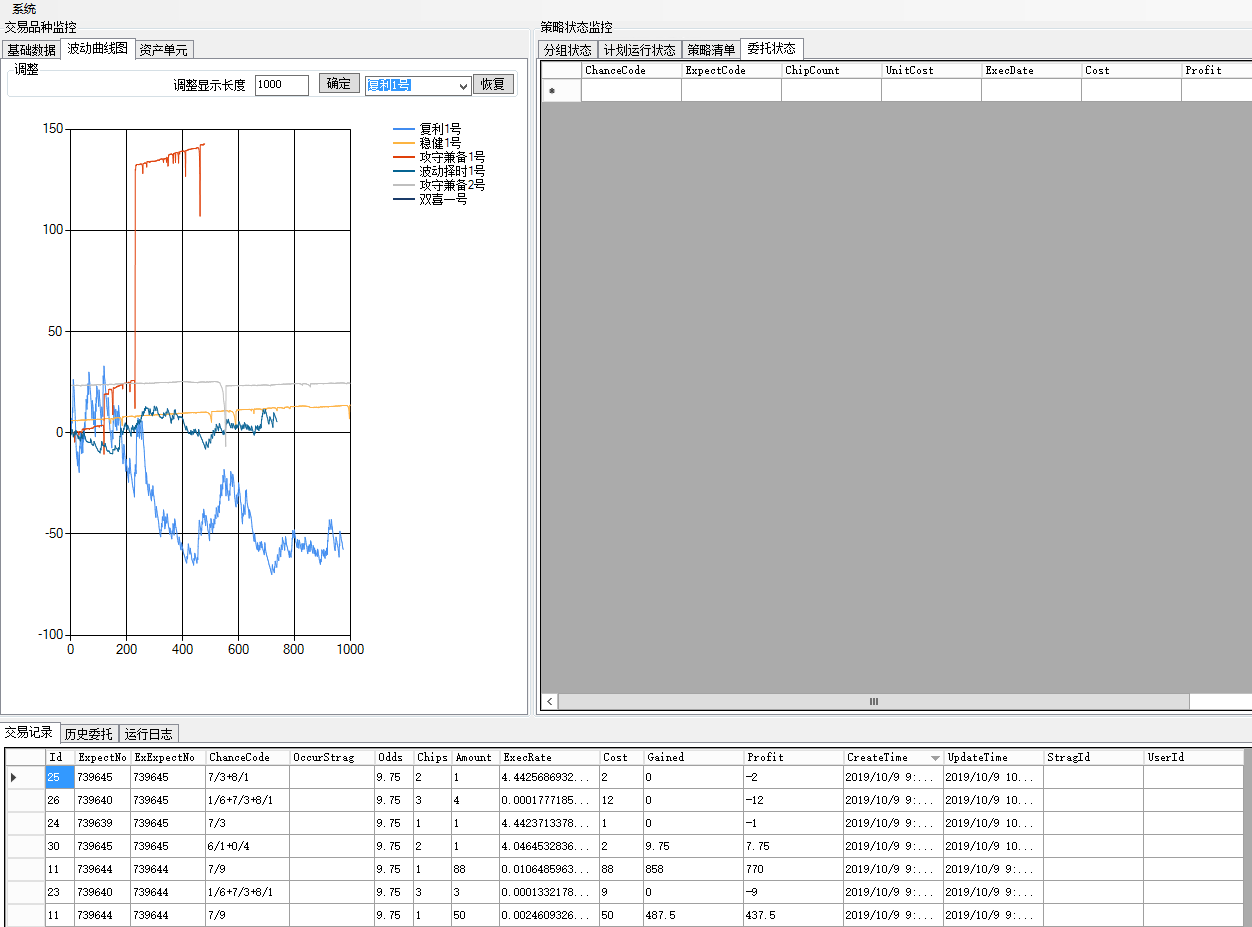 系统
交易品种监控
基础数据 波动曲线图 资产单元
调整
调整显示长度 1000 确定 复利1号 恢复
150
100
50
0
-50
-100
0 200 400 600 800 1000
复利1号
稳健1号
攻守兼备1号
波动择时1号
攻守兼备2号
双喜一号
策略状态监控
分组状态 计划运行状态 策略清单 委托状态
ChanceCode ExpectCode ChipCount UnitCost ExecDate Cost Profit
交易记录 历史委托 运行日志
Id ExpectNo ExExpectNo ChanceCode OccurStrag Odds Chips Amount ExecRate Cost Gained Profit CreateTime UpdateTime StragId UserId
25 739645 739645 7/3+8/1 9.75 2 1 4.4425686932... 2 0 -2 2019/10/9 9:... 2019/10/9 10...
26 739640 739645 1/6+7/3+8/1 9.75 3 4 0.0001777185... 12 0 -12 2019/10/9 9:... 2019/10/9 10...
24 739639 739645 7/3 9.75 1 1 4.4423713378... 1 0 -1 2019/10/9 9:... 2019/10/9 10...
30 739645 739645 6/1+0/4 9.75 2 1 4.0464532836... 2 9.75 7.75 2019/10/9 9:... 2019/10/9 10...
11 739644 739644 7/9 9.75 1 88 0.0106485963... 88 858 770 2019/10/9 9:... 2019/10/9 9:...
23 739640 739644 1/6+7/3+8/1 9.75 3 3 0.0001332178... 9 0 -9 2019/10/9 9:... 2019/10/9 9:...
11 739644 739644 7/9 9.75 1 50 0.0024609326... 50 487.5 437.5 2019/10/9 9:... 2019/10/9 9:...